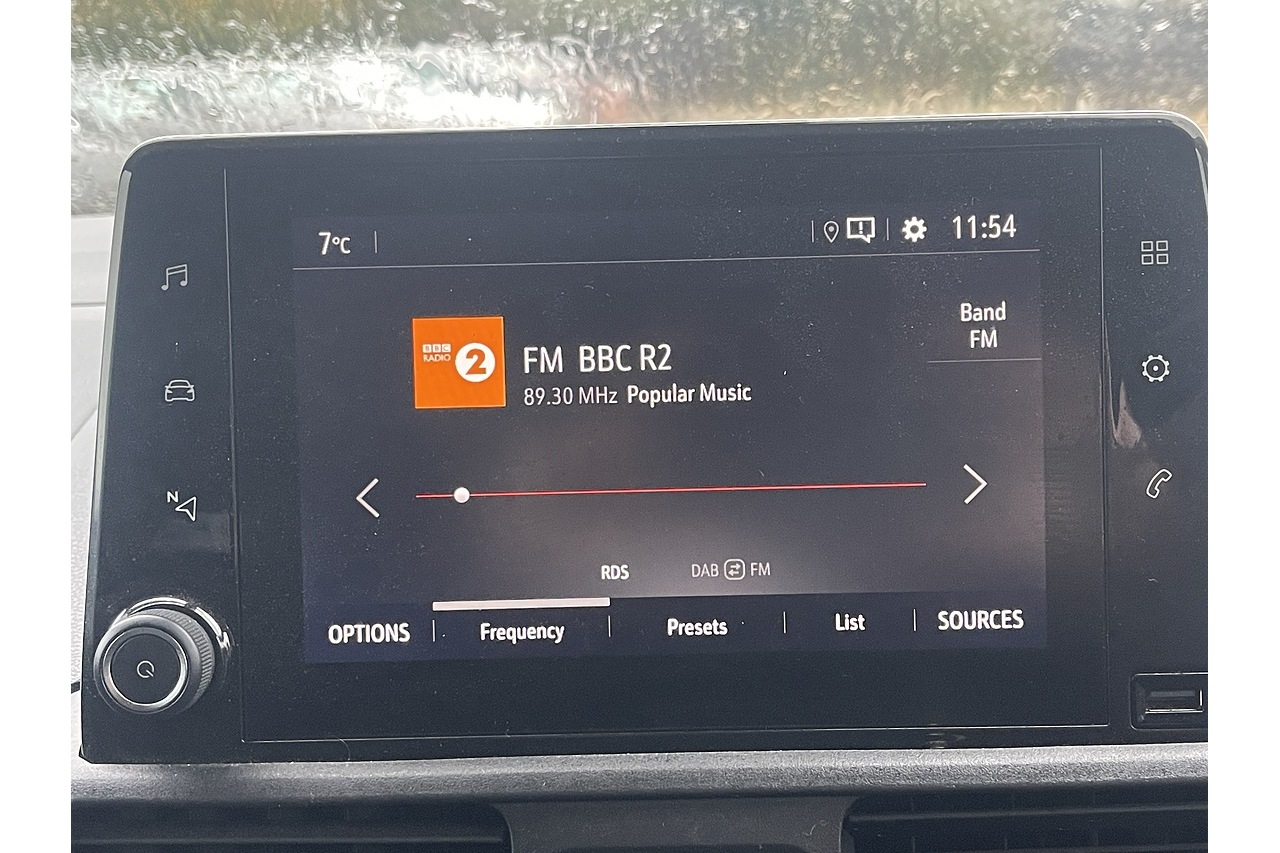 7°C
11:54
BBC
RADIO
2
FM BBC R2
89.30 MHz Popular Music
Band
FM
N
RDS
DAB FM
OPTIONS
Frequency
Presets
List
SOURCES